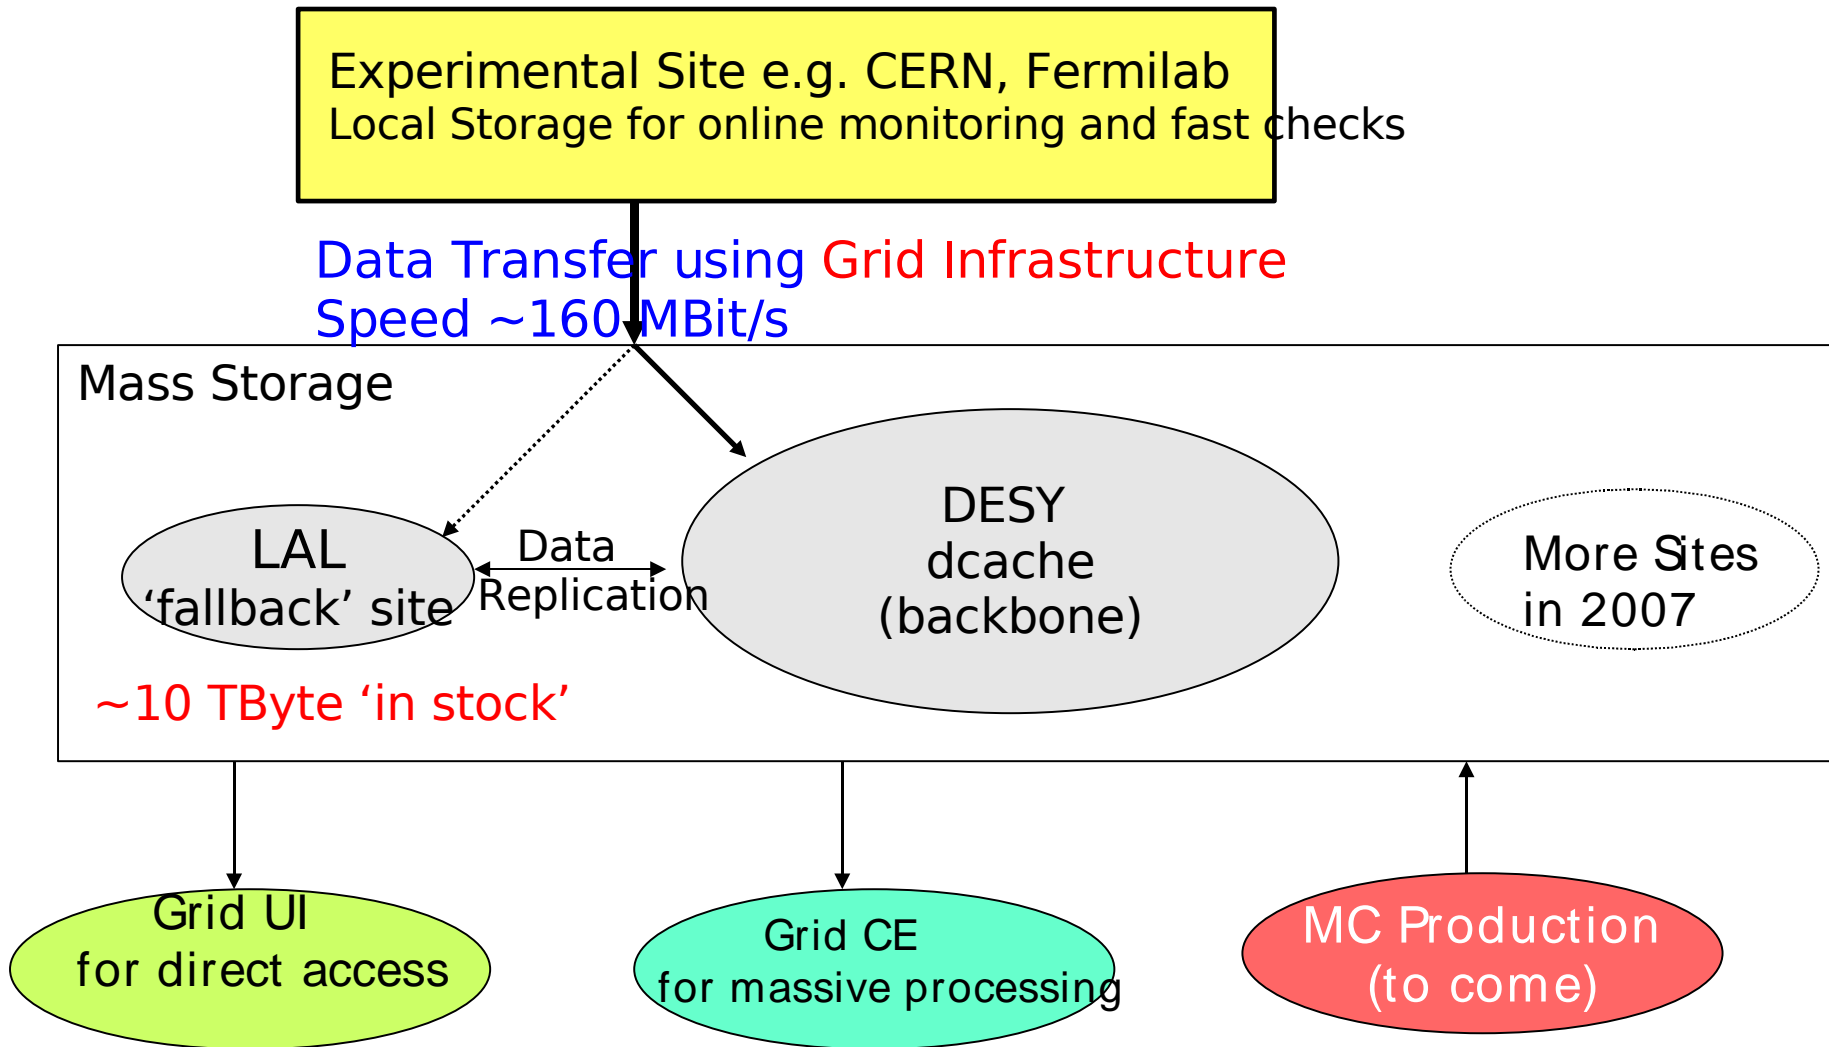 Experimental Site e.g. CERN, Fermilab
Local Storage for online monitoring and fast checks
Data Transfer using Grid Infrastructure
Speed ~160 MBit/s
Mass Storage
LAL
‘fallback’ site
Data
Replication
DESY
dcache
(backbone)
More Sites
in 2007
~10 TByte ‘in stock’
Grid UI
for direct access
Grid CE
for massive processing
MC Production
(to come)